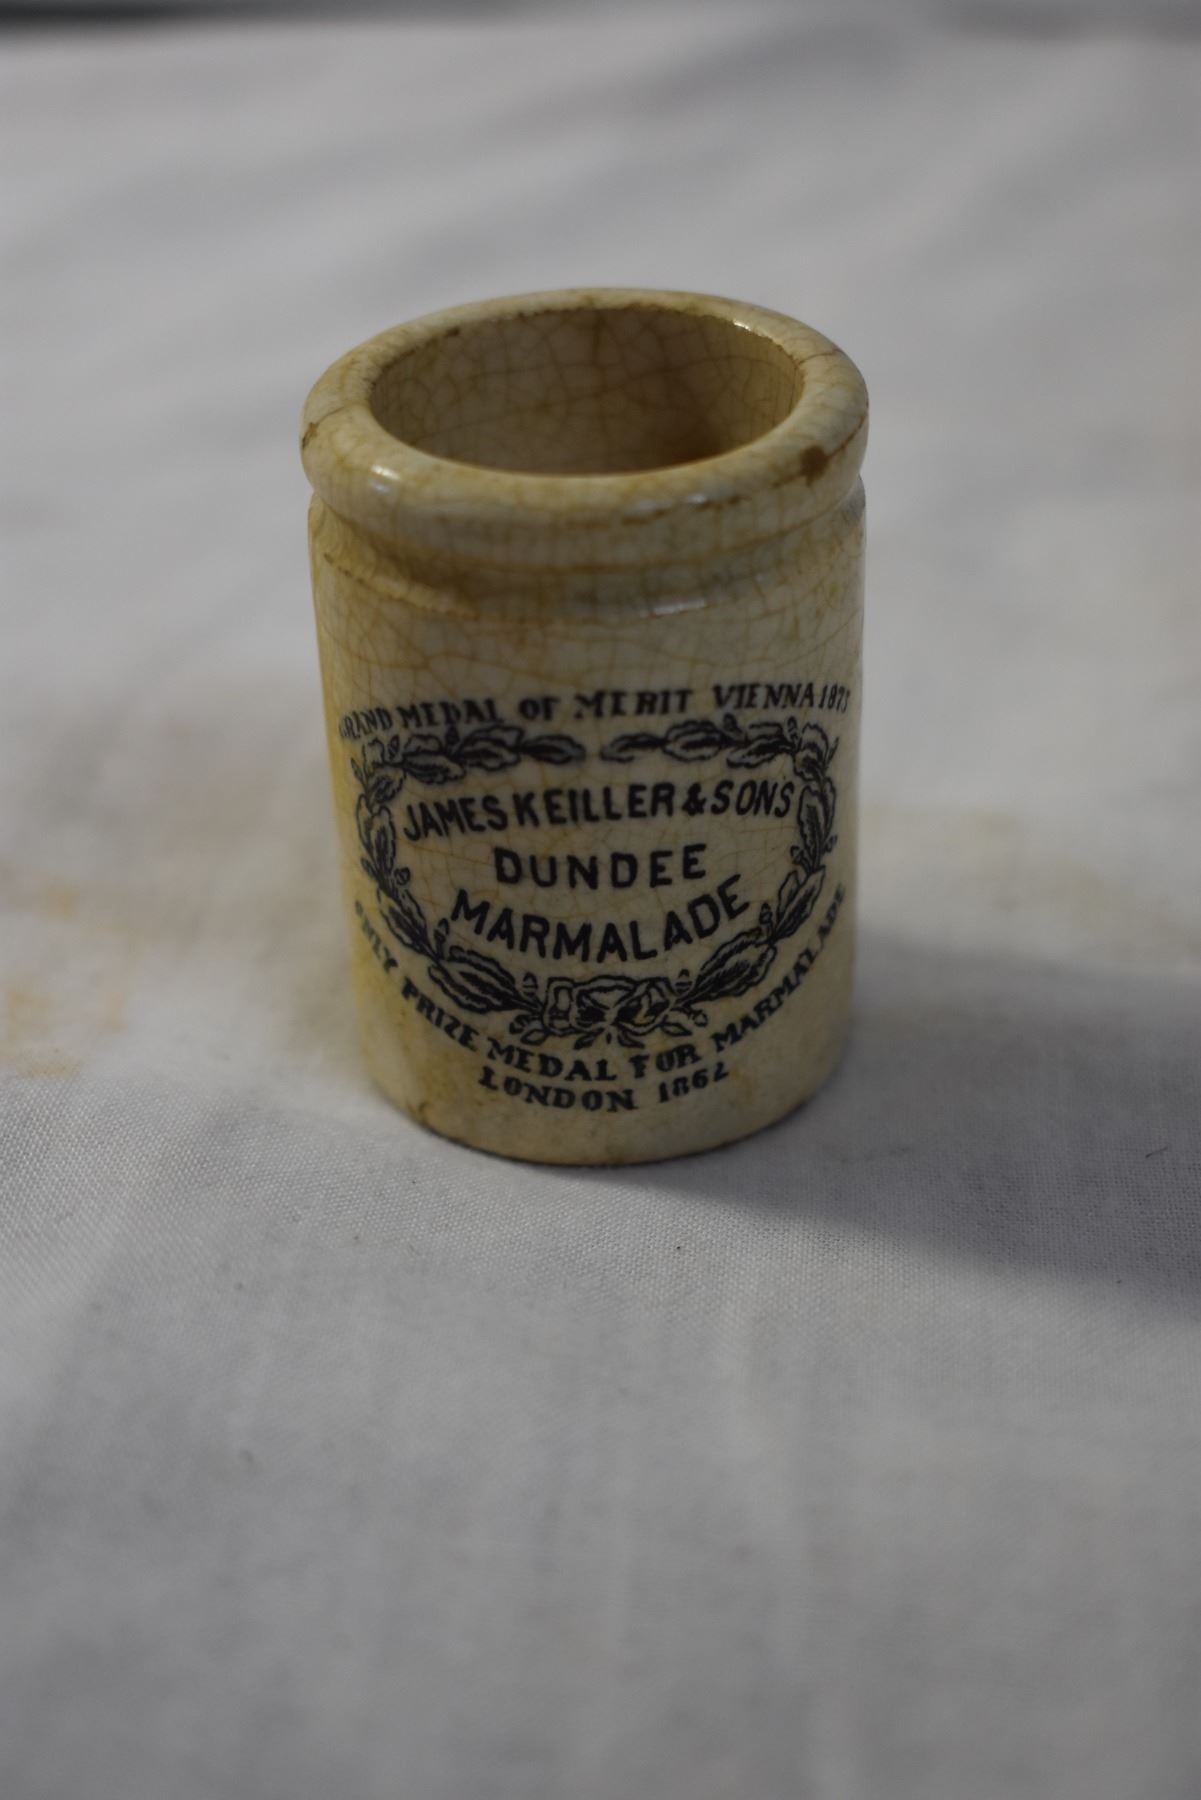 GRAND MEDAL OF MERIT VIENNA 1873
JAMES KEILLER & SONS
DUNDEE
MARMALADE
ONLY PRIZE MEDAL FOR MARMALADE
LONDON 1862